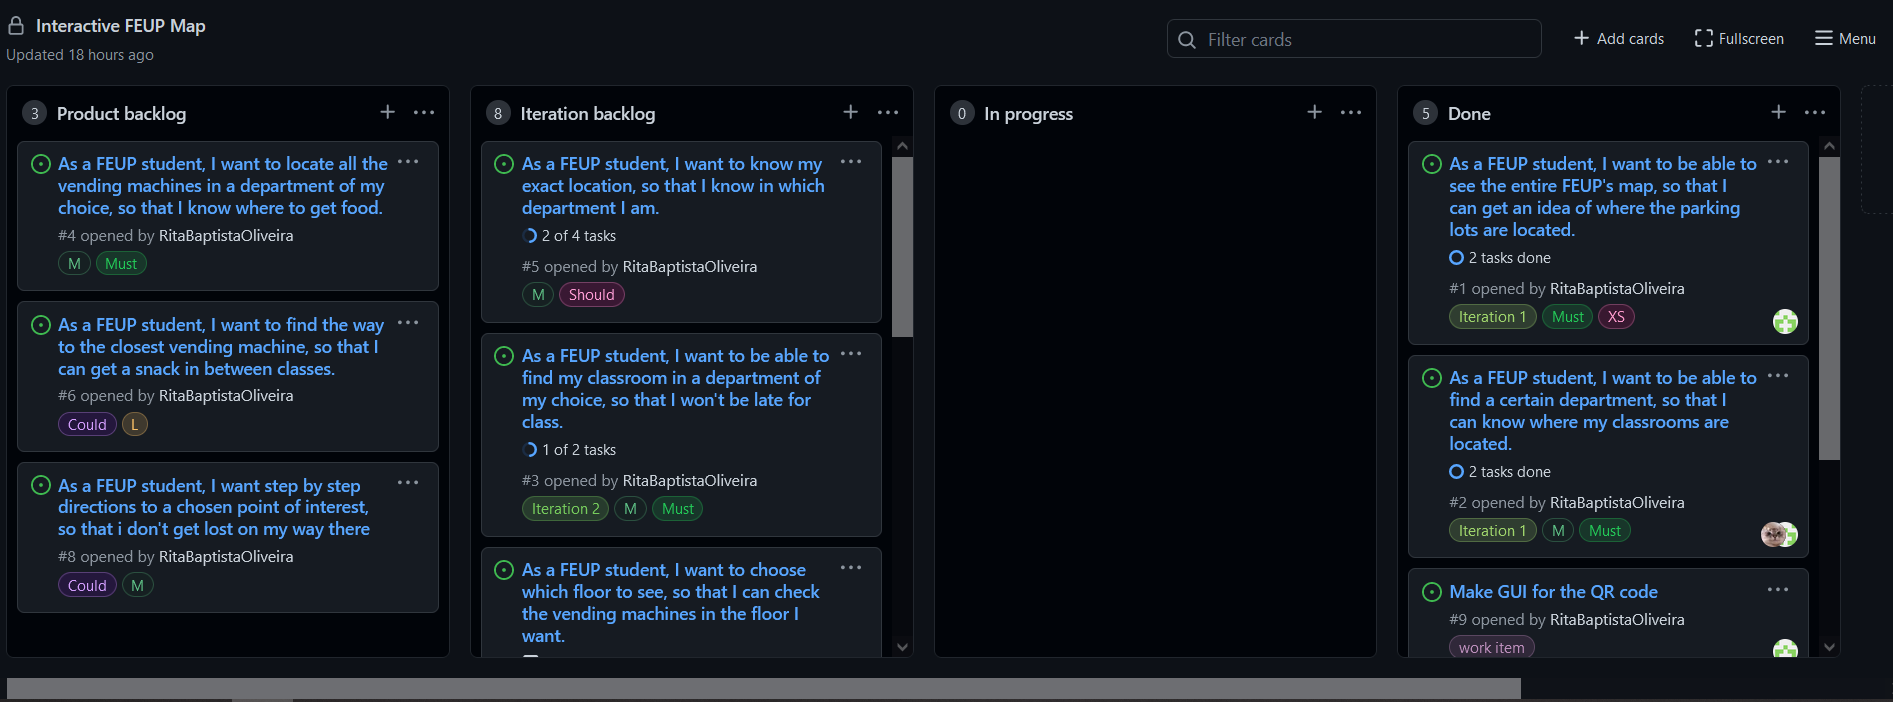 Interactive FEUP Map
Updated 18 hours ago
Filter cards
Add cards
Fullscreen
Menu
3 Product backlog
As a FEUP student, I want to locate all the
vending machines in a department of my
choice, so that I know where to get food.
#4 opened by RitaBaptistaOliveira
M Must
As a FEUP student, I want to find the way
to the closest vending machine, so that I
can get a snack in between classes.
#6 opened by RitaBaptistaOliveira
Could L
As a FEUP student, I want step by step
directions to a chosen point of interest,
so that i don't get lost on my way there
#8 opened by RitaBaptistaOliveira
Could M
8 Iteration backlog
As a FEUP student, I want to know my
exact location, so that I know in which
department I am.
2 of 4 tasks
#5 opened by RitaBaptistaOliveira
M Should
As a FEUP student, I want to be able to
find my classroom in a department of
my choice, so that I won't be late for
class.
1 of 2 tasks
#3 opened by RitaBaptistaOliveira
Iteration 2 M Must
As a FEUP student, I want to choose
which floor to see, so that I can check
the vending machines in the floor I
want.
0 In progress
5 Done
As a FEUP student, I want to be able to
see the entire FEUP's map, so that I
can get an idea of where the parking
lots are located.
2 tasks done
#1 opened by RitaBaptistaOliveira
Iteration 1 Must XS
As a FEUP student, I want to be able to
find a certain department, so that I
can know where my classrooms are
located.
2 tasks done
#2 opened by RitaBaptistaOliveira
Iteration 1 M Must
Make GUI for the QR code
#9 opened by RitaBaptistaOliveira
work item